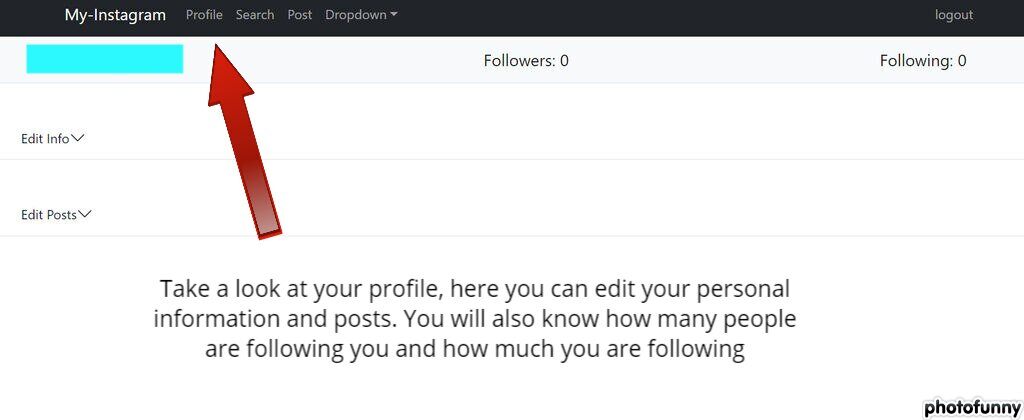 My-Instagram Profile Search Post Dropdown logout
Followers: 0 Following: 0
Edit Info
Edit Posts
Take a look at your profile, here you can edit your personal
information and posts. You will also know how many people
are following you and how much you are following
photofunny